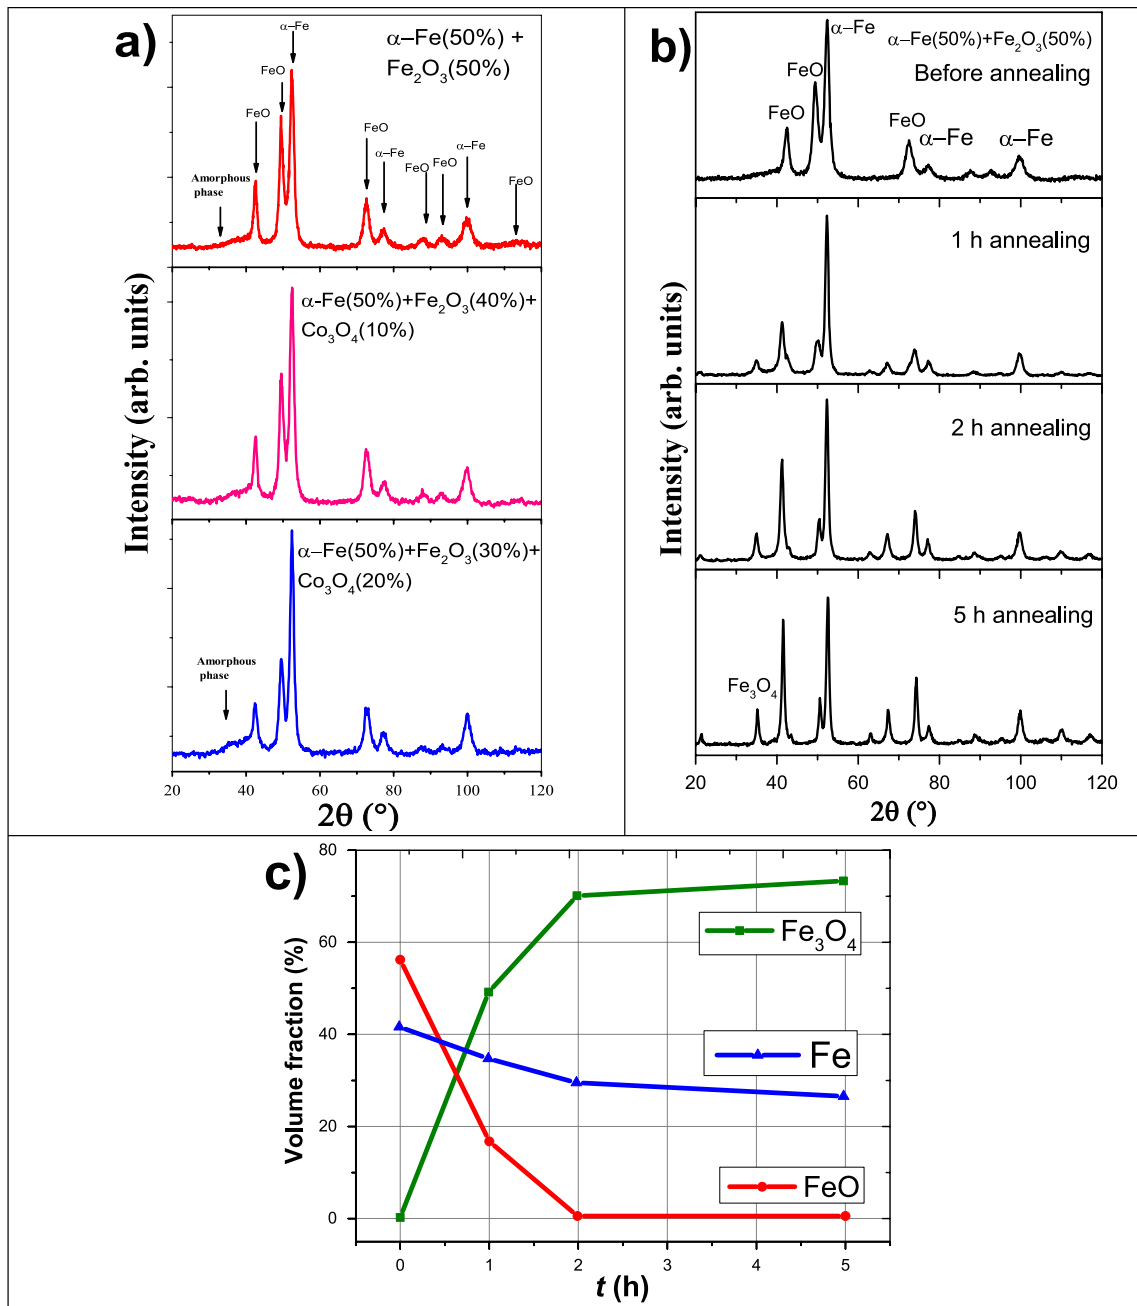 a)
α–Fe
α–Fe(50%) +
Fe₂O₃(50%)
FeO
FeO
FeO
α–Fe
FeO
FeO
α–Fe
FeO
Amorphous
phase
α-Fe(50%)+Fe₂O₃(40%)+
Co₃O₄(10%)
α–Fe(50%)+Fe₂O₃(30%)+
Co₃O₄(20%)
Amorphous
phase
Intensity (arb. units)
20 40 60 80 100 120
2θ (°)
b)
α–Fe
α–Fe(50%)+Fe₂O₃(50%)
Before annealing
FeO
FeO
FeO
α–Fe
α–Fe
1 h annealing
2 h annealing
5 h annealing
Fe₃O₄
Intensity (arb. units)
20 40 60 80 100 120
2θ (°)
c)
80
60
40
20
0
Volume fraction (%)
Fe₃O₄
Fe
FeO
0 1 2 3 4 5
t (h)